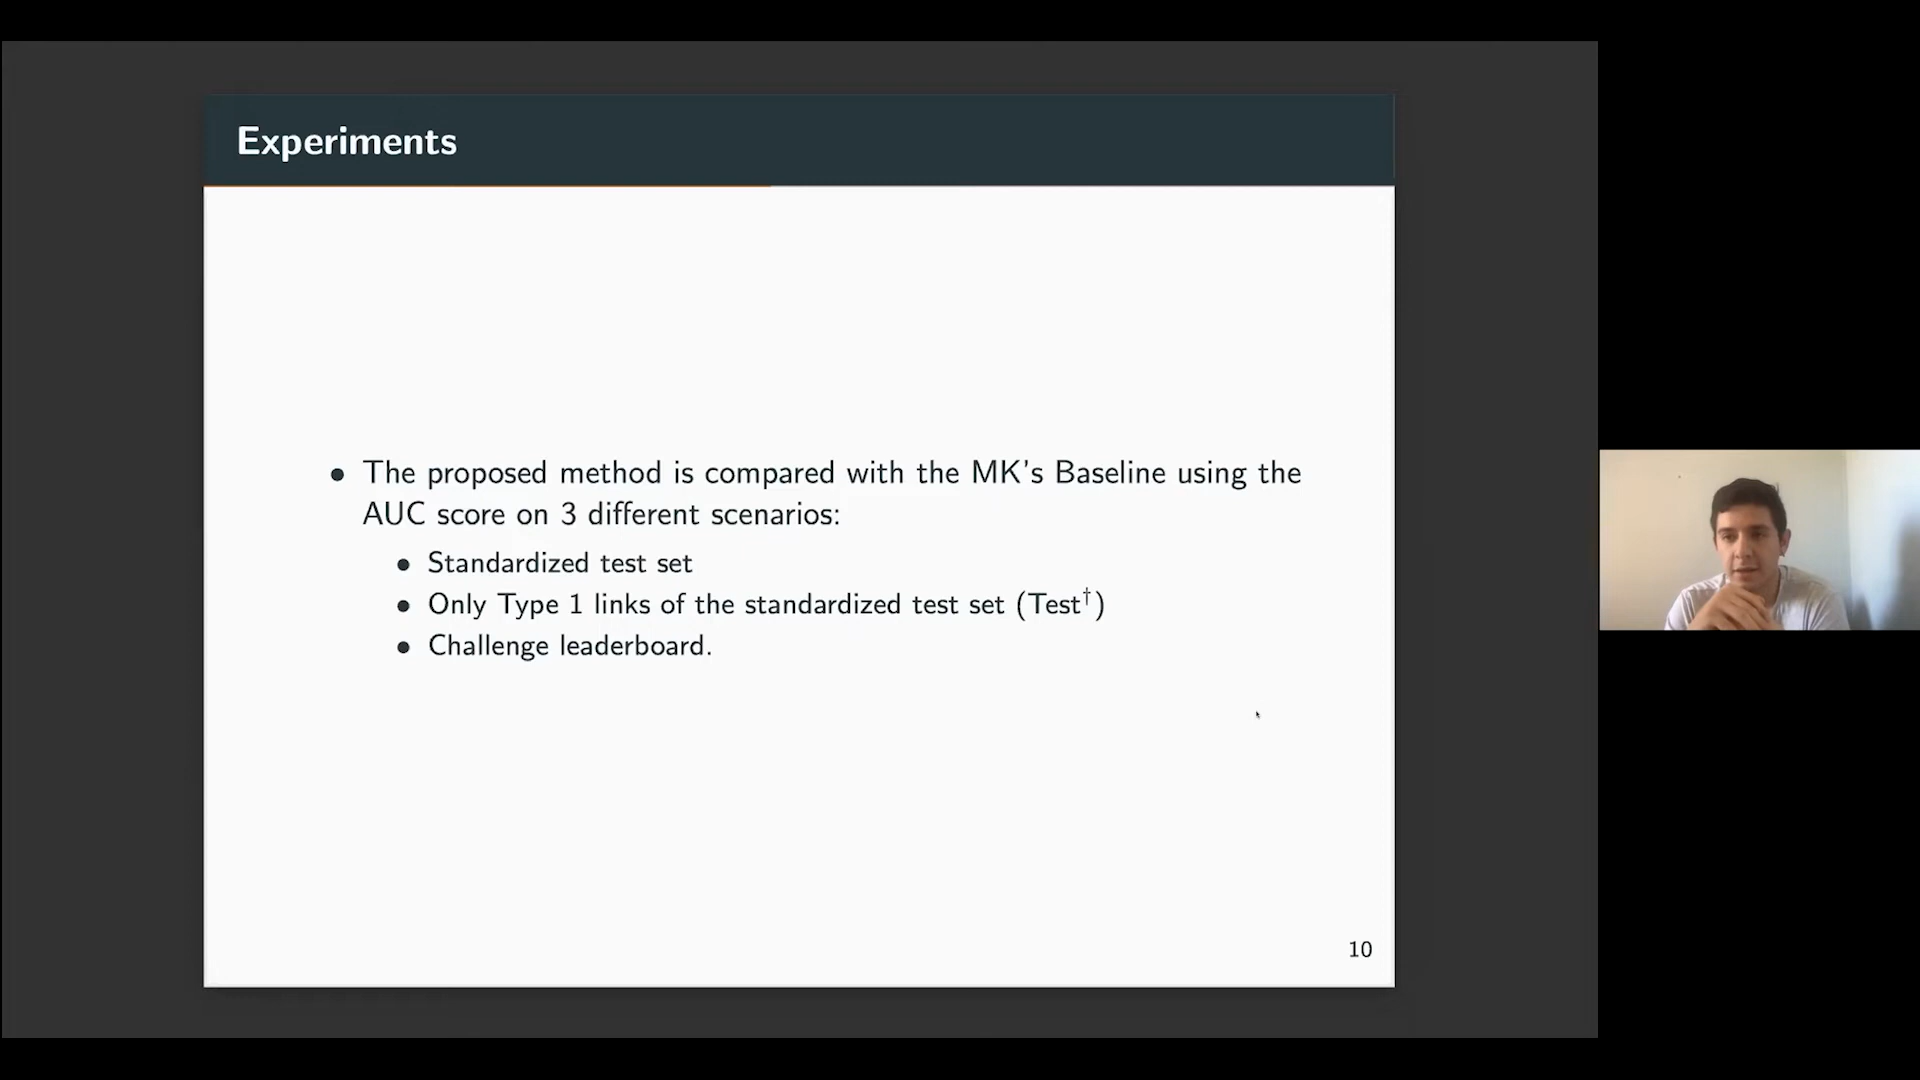 Experiments
• The proposed method is compared with the MK's Baseline using the
AUC score on 3 different scenarios:
• Standardized test set
• Only Type 1 links of the standardized test set (Test†)
• Challenge leaderboard.
10